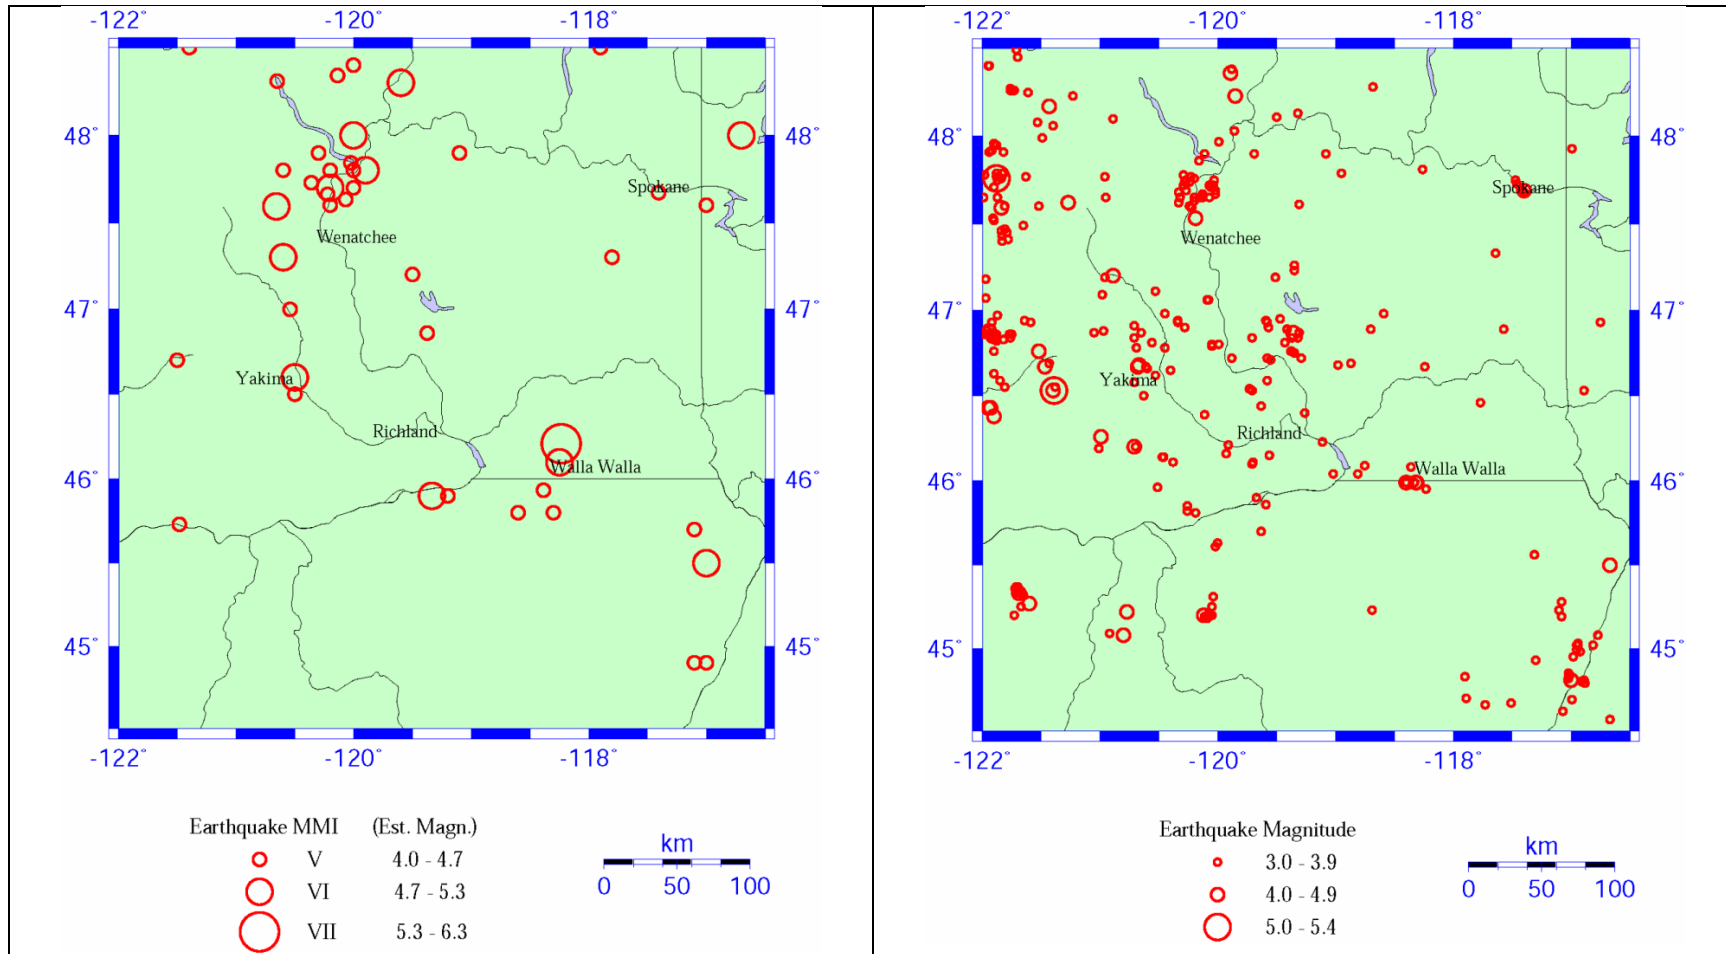 -122° -120° -118°
48° 48°
Spokane
Wenatchee
47° 47°
Yakima
Richland
Walla Walla
46° 46°
45° 45°
-122° -120° -118°
Earthquake MMI (Est. Magn.)
V 4.0 - 4.7
VI 4.7 - 5.3
VII 5.3 - 6.3
km
0 50 100
-122° -120° -118°
48° 48°
Spokane
Wenatchee
47° 47°
Yakima
Richland
Walla Walla
46° 46°
45° 45°
-122° -120° -118°
Earthquake Magnitude
3.0 - 3.9
4.0 - 4.9
5.0 - 5.4
km
0 50 100